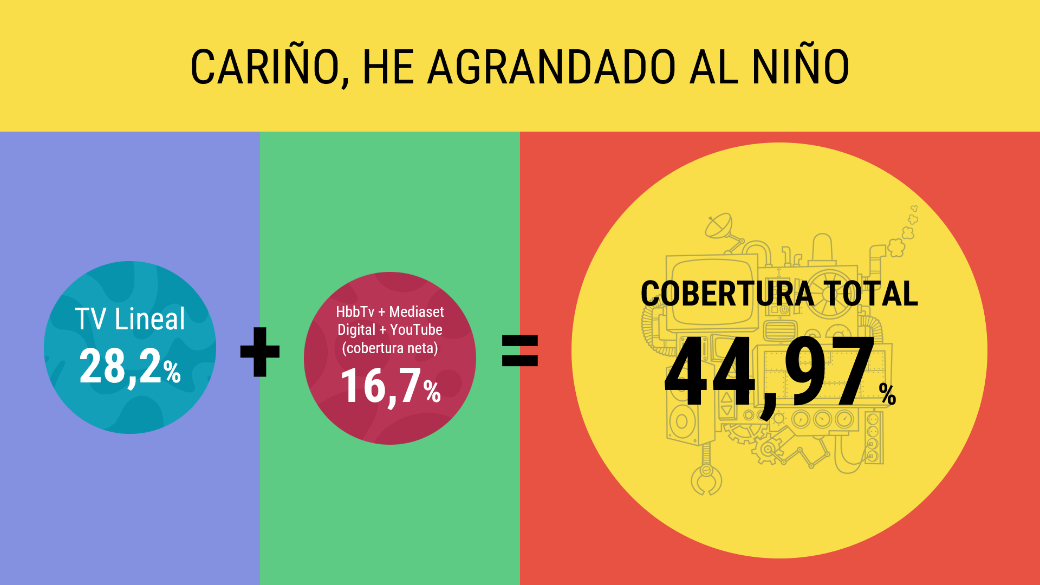 CARIÑO, HE AGRANDADO AL NIÑO
TV Lineal
28,2%
+
HbbTv + Mediaset
Digital + YouTube
(cobertura neta)
16,7%
=
COBERTURA TOTAL
44,97%